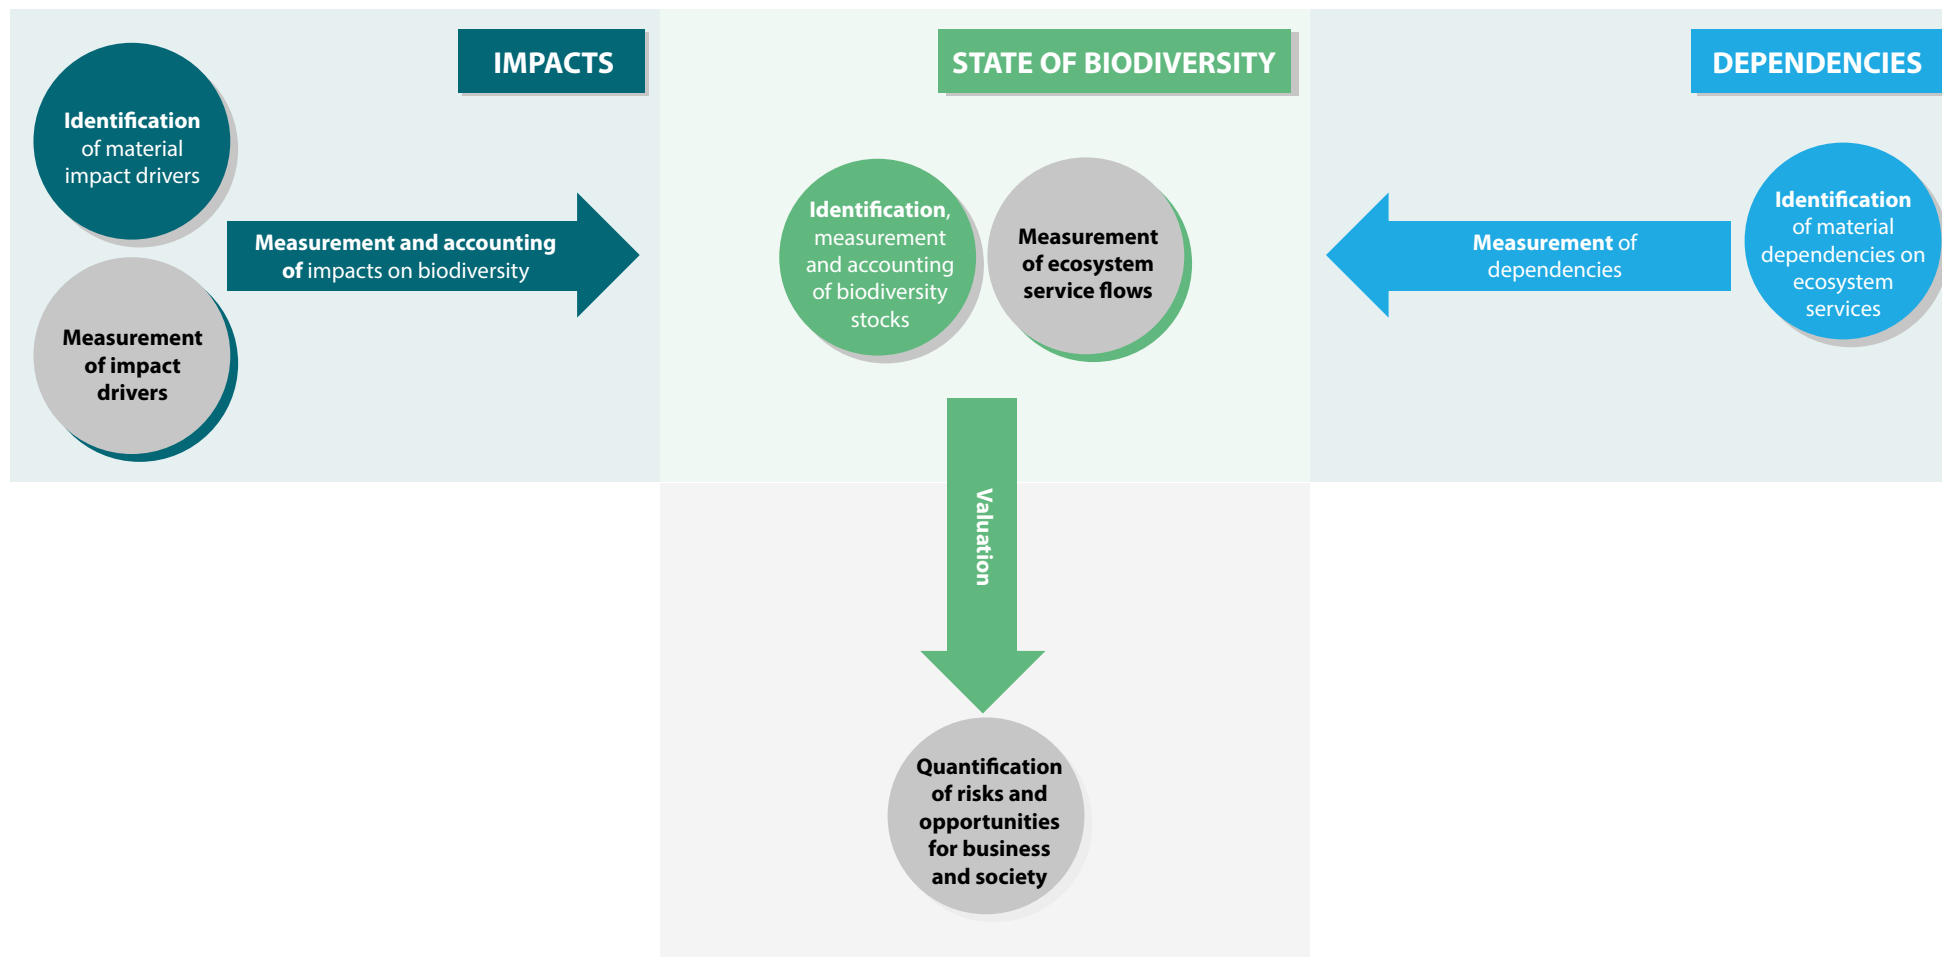 IMPACTS
Identification
of material
impact drivers
Measurement and accounting
of impacts on biodiversity
Measurement
of impact
drivers
STATE OF BIODIVERSITY
Identification,
measurement
and accounting
of biodiversity
stocks
Measurement
of ecosystem
service flows
DEPENDENCIES
Measurement of
dependencies
Identification
of material
dependencies on
ecosystem
services
Valuation
Quantification
of risks and
opportunities
for business
and society